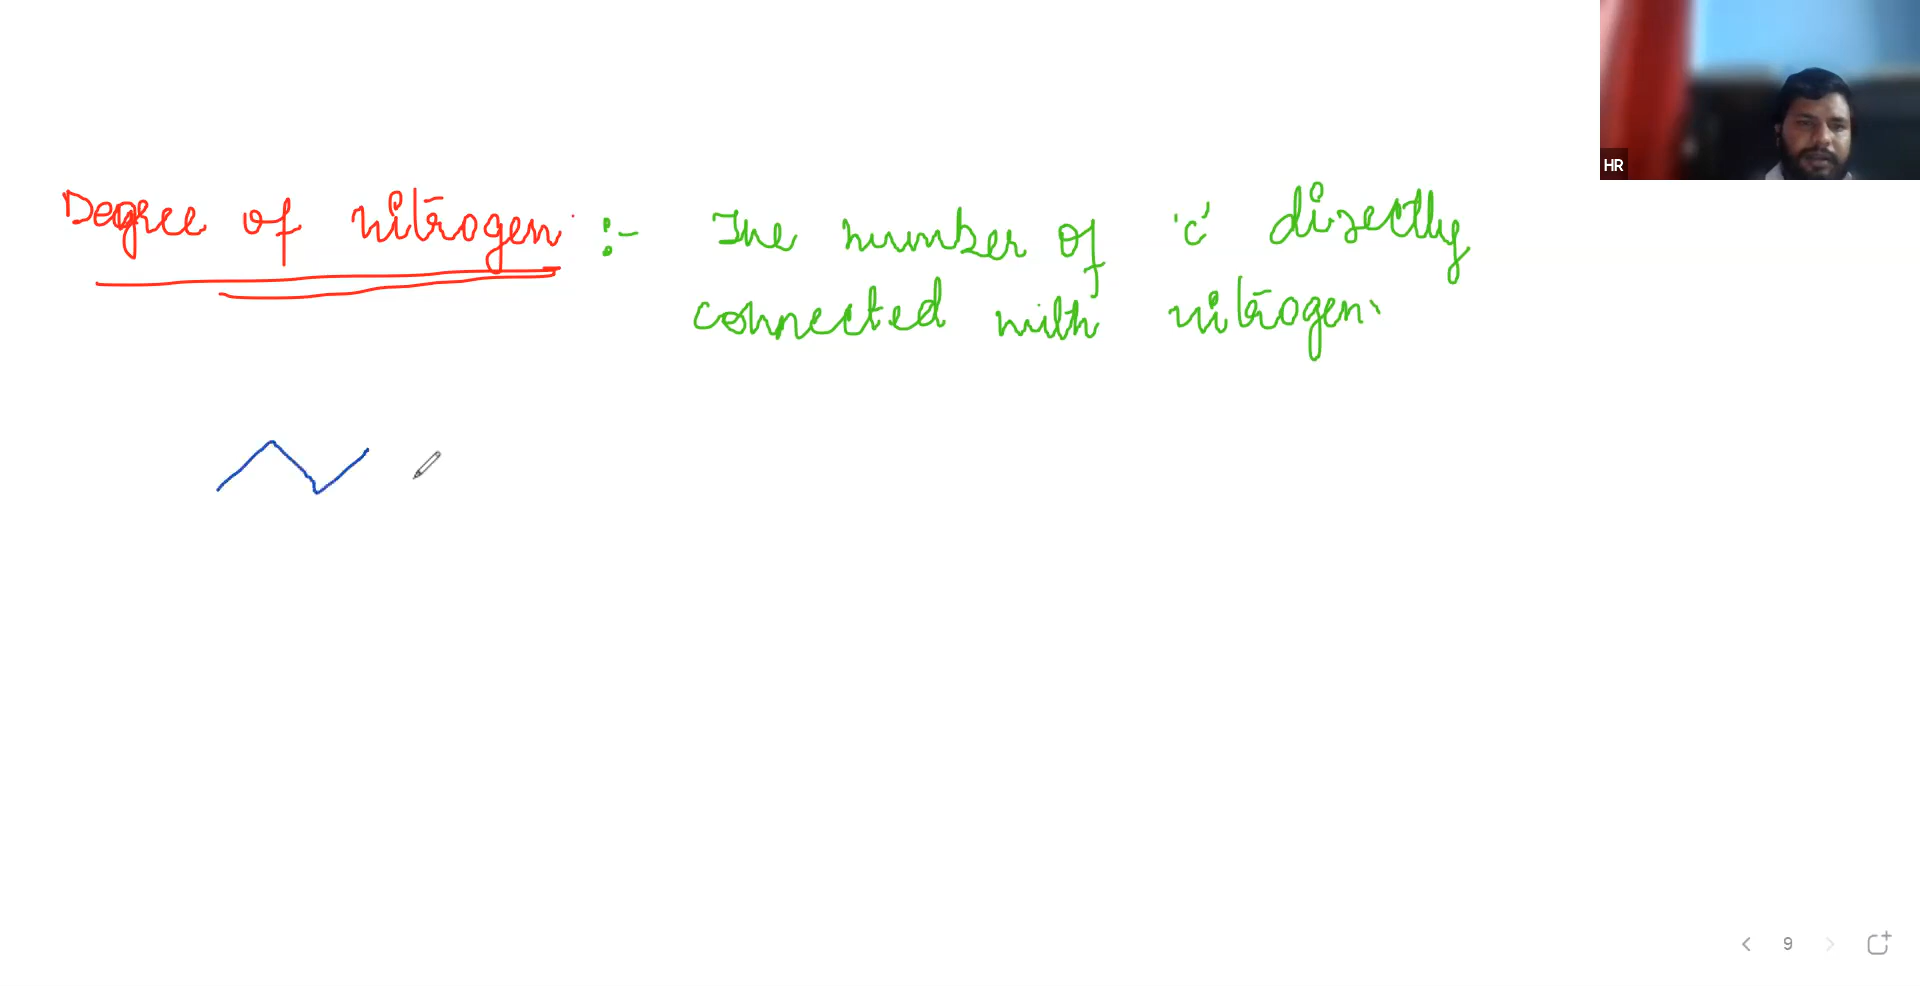 Degree of nitrogen :- The number of 'c' directly
connected with nitrogen.
HR
9